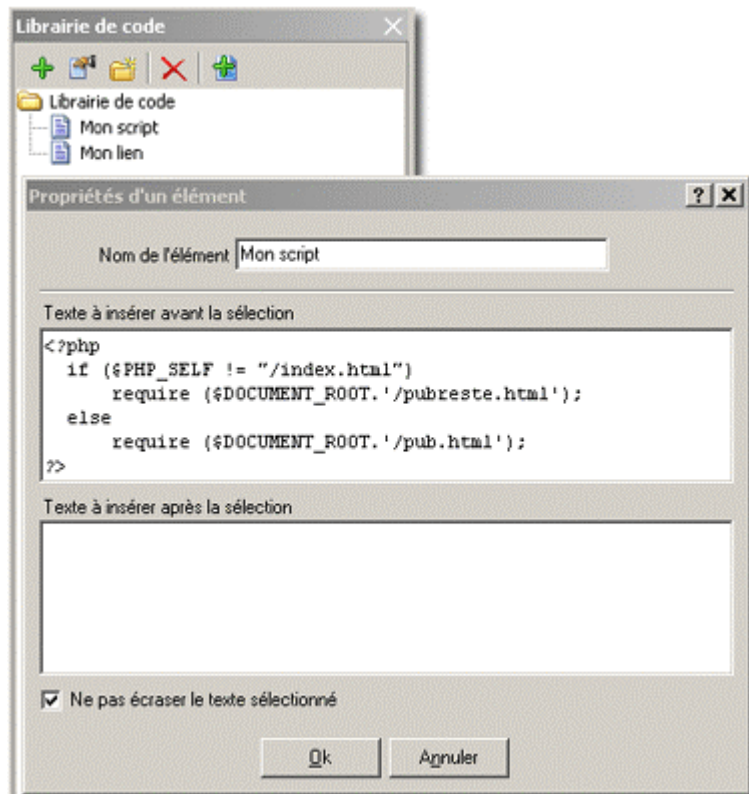 Librairie de code
Librairie de code
Mon script
Mon lien
Propriétés d'un élément
Nom de l'élément Mon script
Texte à insérer avant la sélection
<?php
if ($PHP_SELF != "/index.html")
require ($DOCUMENT_ROOT.'/pubreste.html');
else
require ($DOCUMENT_ROOT.'/pub.html');
?>
Texte à insérer après la sélection
Ne pas écraser le texte sélectionné
Ok Annuler